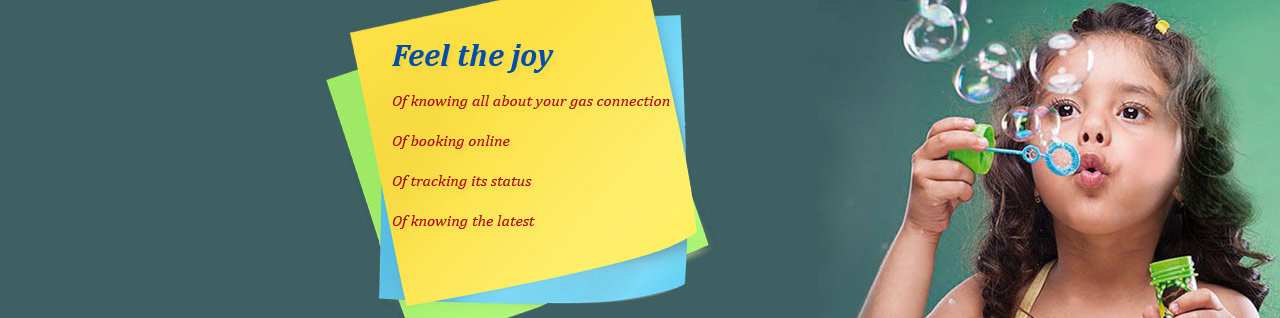 Feel the joy
Of knowing all about your gas connection
Of booking online
Of tracking its status
Of knowing the latest